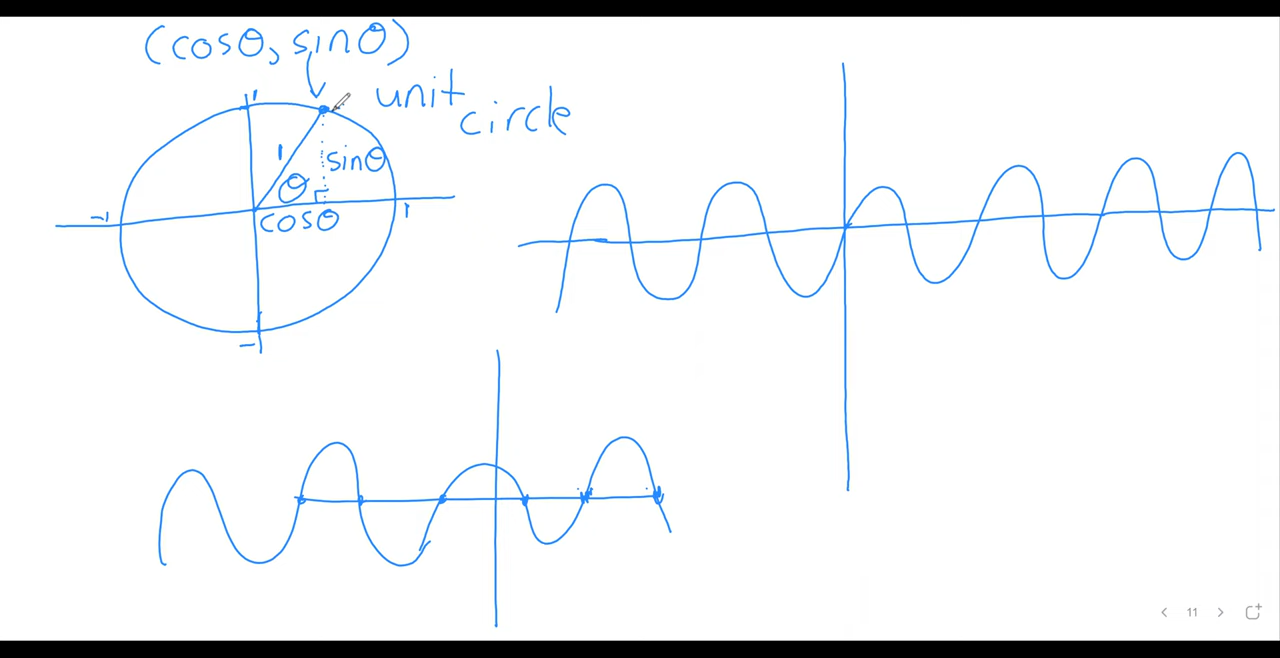 (cosθ, sinθ)
unit
circle
1
1
sinθ
θ
-1
cosθ
1
-1
< 11 >